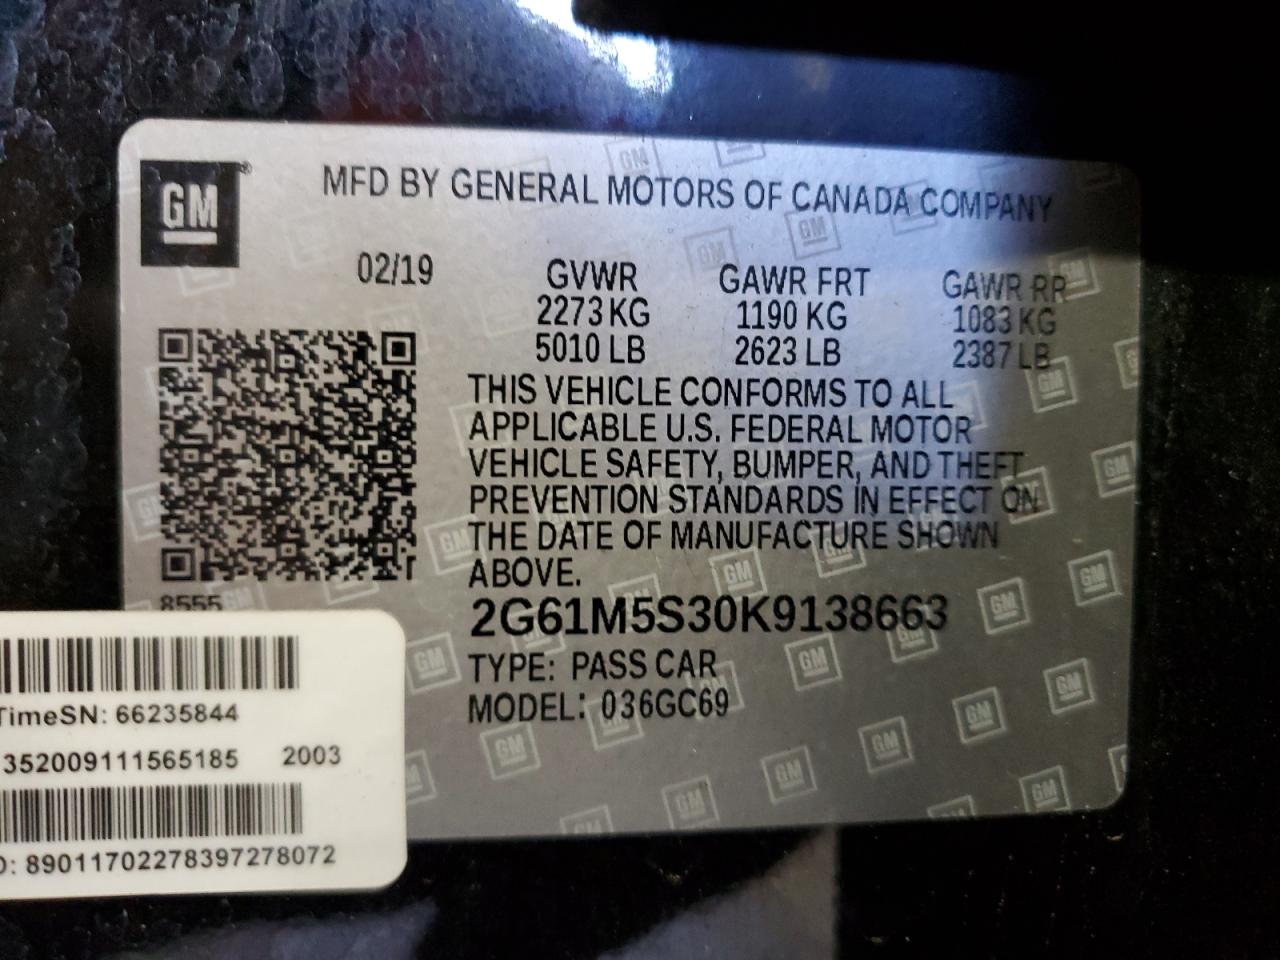 GM
MFD BY GENERAL MOTORS OF CANADA COMPANY
02/19
GVWR GAWR FRT GAWR RR
2273 KG 1190 KG 1083 KG
5010 LB 2623 LB 2387 LB
THIS VEHICLE CONFORMS TO ALL
APPLICABLE U.S. FEDERAL MOTOR
VEHICLE SAFETY, BUMPER, AND THEFT
PREVENTION STANDARDS IN EFFECT ON
THE DATE OF MANUFACTURE SHOWN
ABOVE.
8555
2G61M5S30K9138663
TYPE: PASS CAR
MODEL: 036GC69
TimeSN: 66235844
352009111565185 2003
D: 89011702278397278072